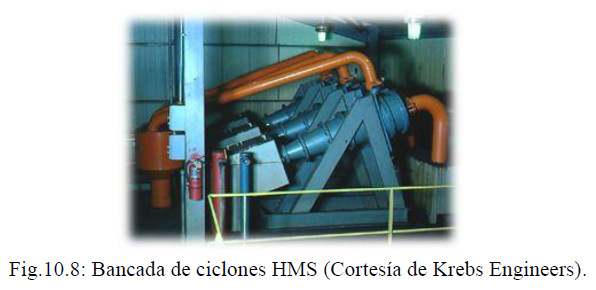 Fig.10.8: Bancada de ciclones HMS (Cortesía de Krebs Engineers).